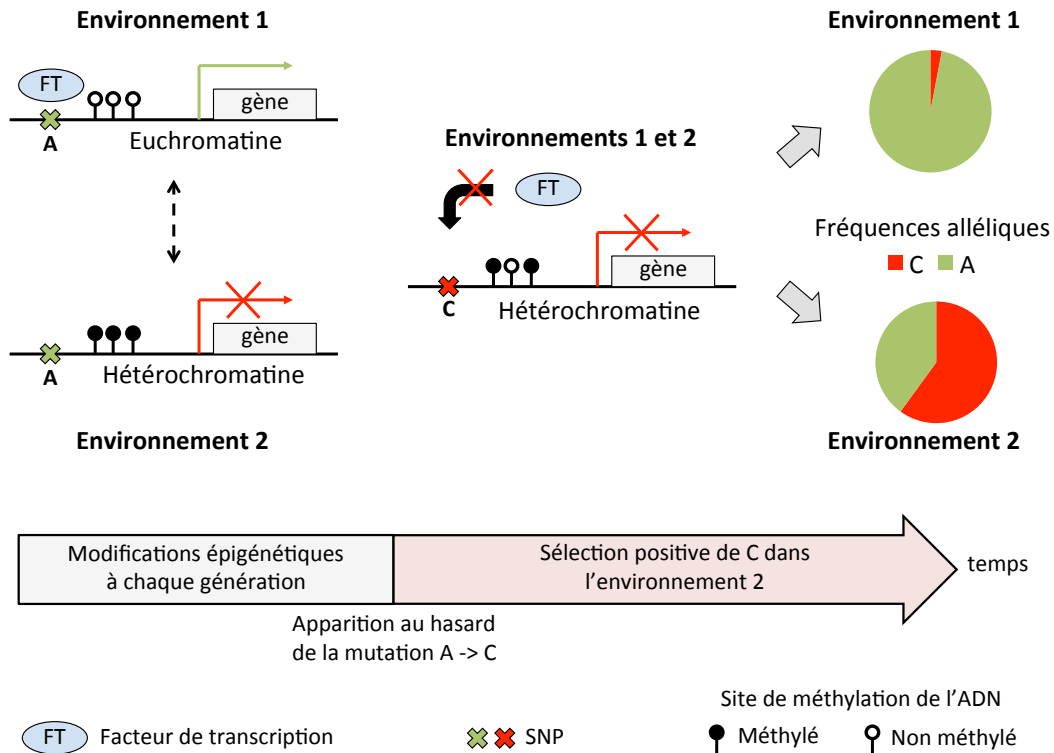 Environnement 1
FT
gène
A
Euchromatine
gène
A
Hétérochromatine
Environnement 2
Environnements 1 et 2
FT
gène
C
Hétérochromatine
Environnement 1
Fréquences alléliques
C A
Environnement 2
Modifications épigénétiques
à chaque génération
Sélection positive de C dans
l'environnement 2
temps
Apparition au hasard
de la mutation A -> C
Site de méthylation de l'ADN
FT Facteur de transcription
SNP
Méthylé
Non méthylé